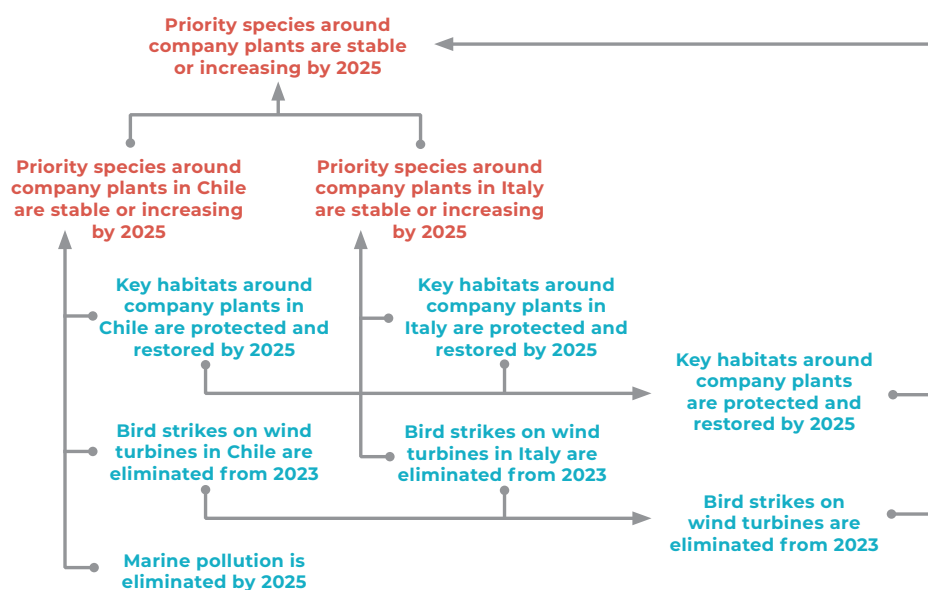 Priority species around
company plants are stable
or increasing by 2025
Priority species around
company plants in Chile
are stable or increasing
by 2025
Priority species around
company plants in Italy
are stable or increasing
by 2025
Key habitats around
company plants in
Chile are protected and
restored by 2025
Key habitats around
company plants in
Italy are protected and
restored by 2025
Key habitats around
company plants
are protected and
restored by 2025
Bird strikes on wind
turbines in Chile are
eliminated from 2023
Bird strikes on wind
turbines in Italy are
eliminated from 2023
Bird strikes on
wind turbines are
eliminated from 2023
Marine pollution is
eliminated by 2025